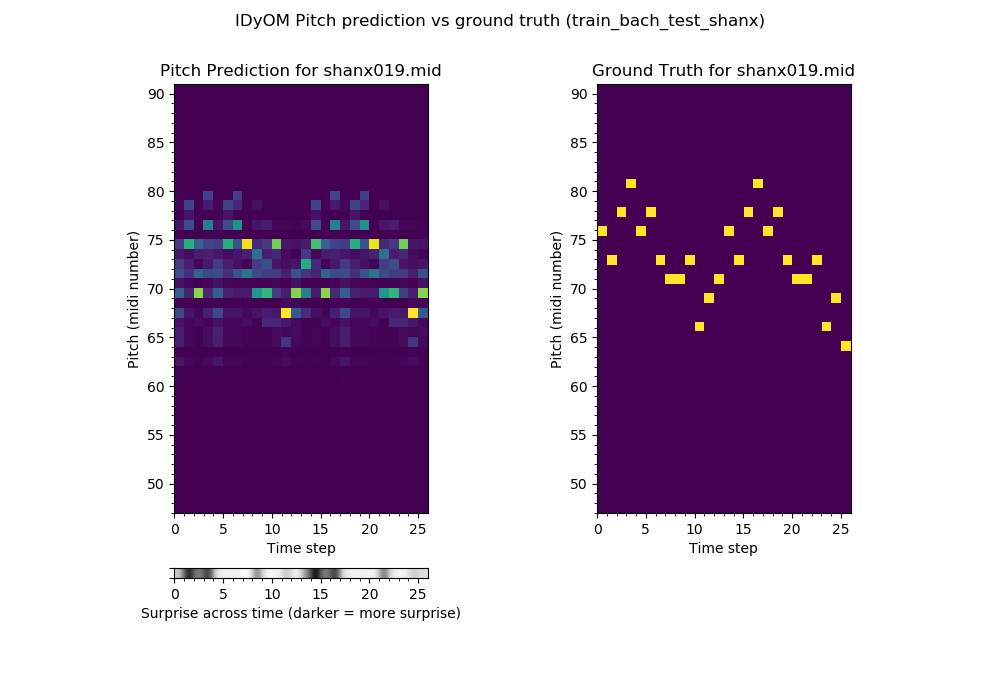 IDyOM Pitch prediction vs ground truth (train_bach_test_shanx)
Pitch Prediction for shanx019.mid
90
85
80
75
70
65
60
55
50
Pitch (midi number)
0 5 10 15 20 25
Time step
0 5 10 15 20 25
Surprise across time (darker = more surprise)
Ground Truth for shanx019.mid
90
85
80
75
70
65
60
55
50
Pitch (midi number)
0 5 10 15 20 25
Time step